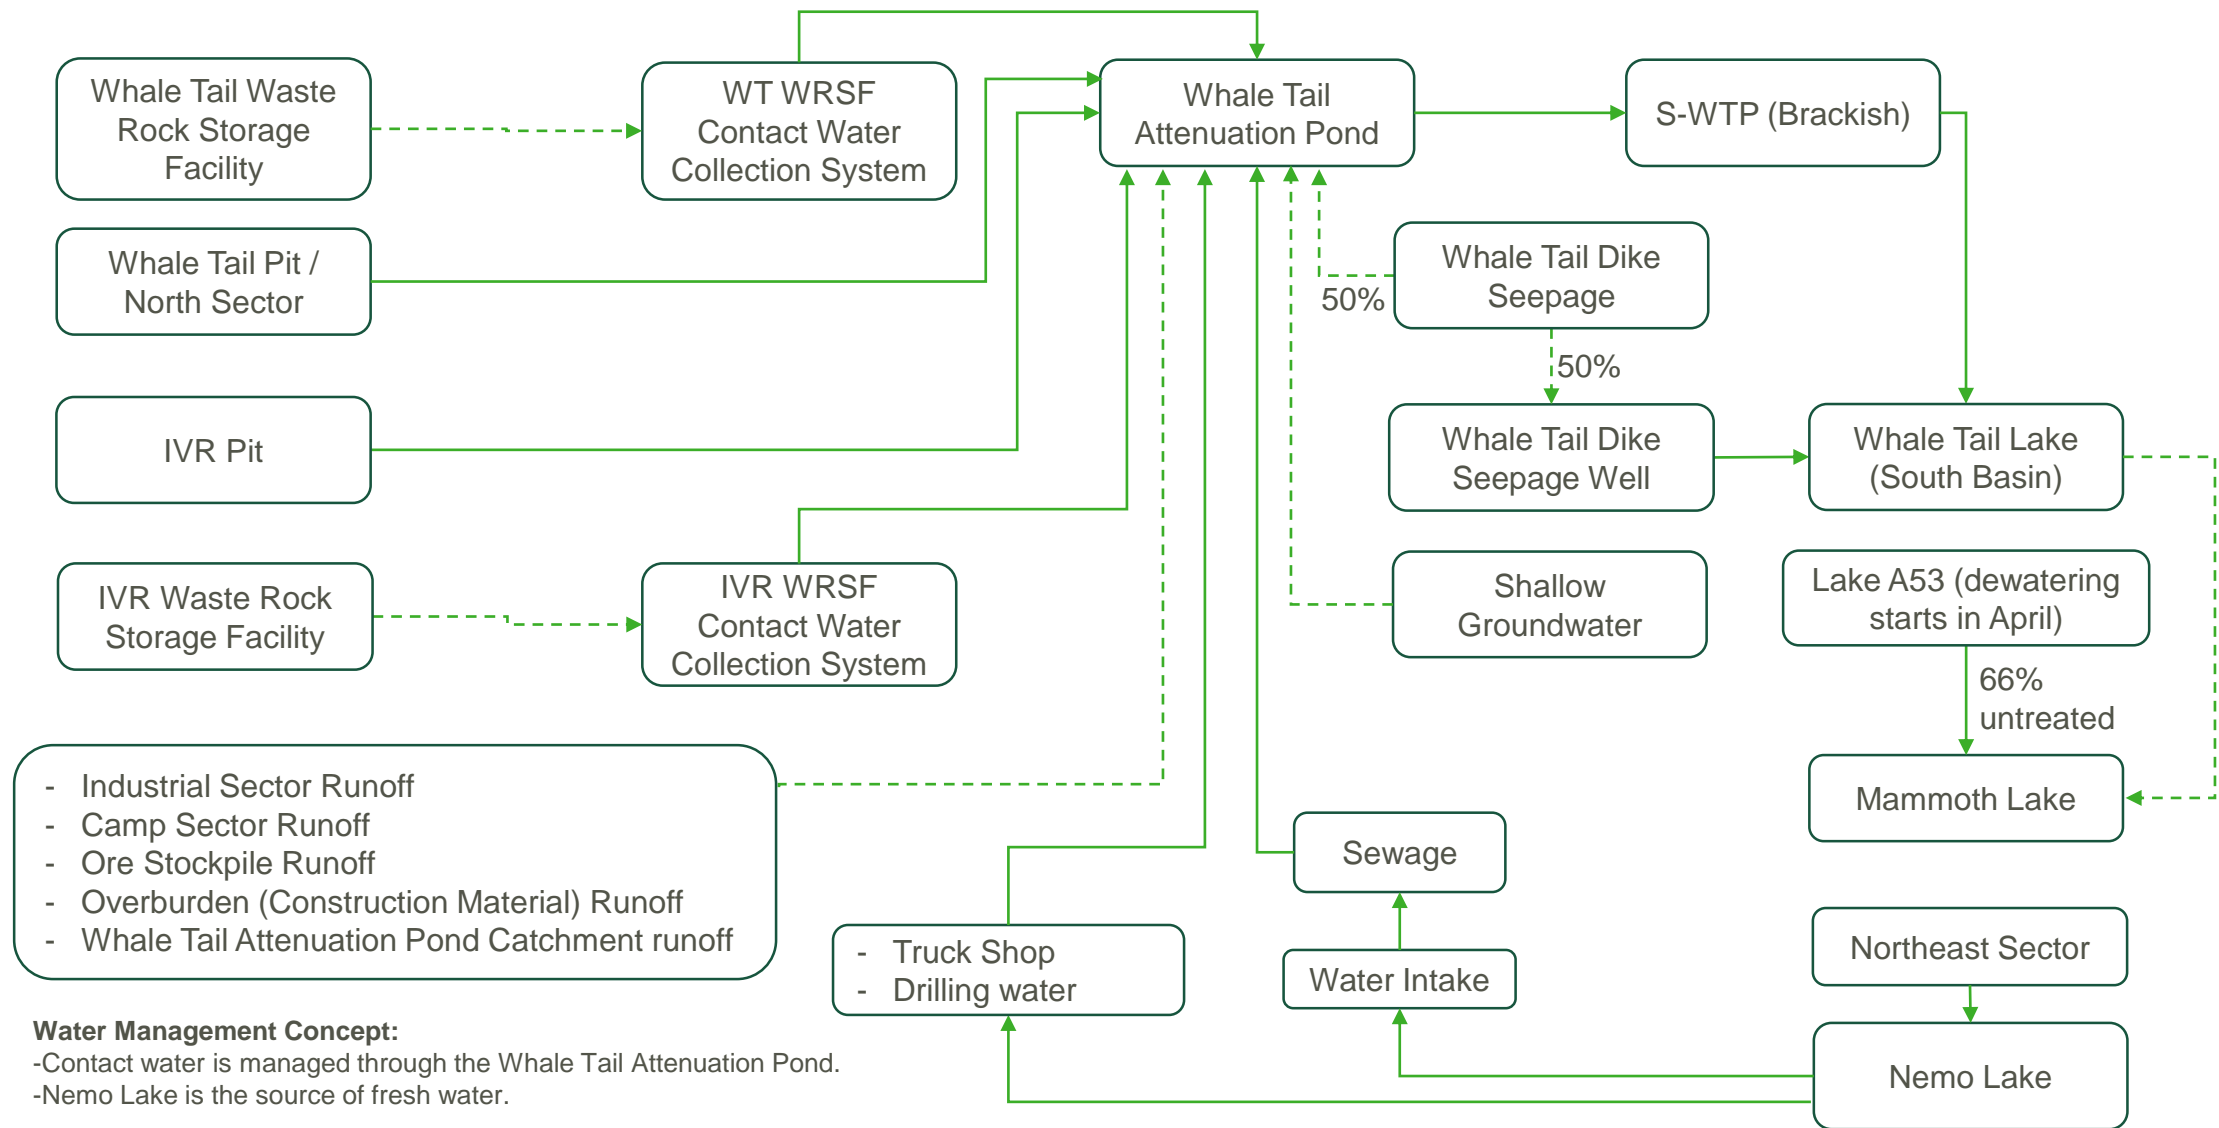 Whale Tail Waste
Rock Storage
Facility
WT WRSF
Contact Water
Collection System
Whale Tail
Attenuation Pond
S-WTP (Brackish)
Whale Tail Pit /
North Sector
Whale Tail Dike
Seepage
50%
50%
IVR Pit
Whale Tail Dike
Seepage Well
Whale Tail Lake
(South Basin)
IVR Waste Rock
Storage Facility
IVR WRSF
Contact Water
Collection System
Shallow
Groundwater
Lake A53 (dewatering
starts in April)
66%
untreated
- Industrial Sector Runoff
- Camp Sector Runoff
- Ore Stockpile Runoff
- Overburden (Construction Material) Runoff
- Whale Tail Attenuation Pond Catchment runoff
Mammoth Lake
Sewage
- Truck Shop
- Drilling water
Water Intake
Northeast Sector
Nemo Lake
Water Management Concept:
-Contact water is managed through the Whale Tail Attenuation Pond.
-Nemo Lake is the source of fresh water.